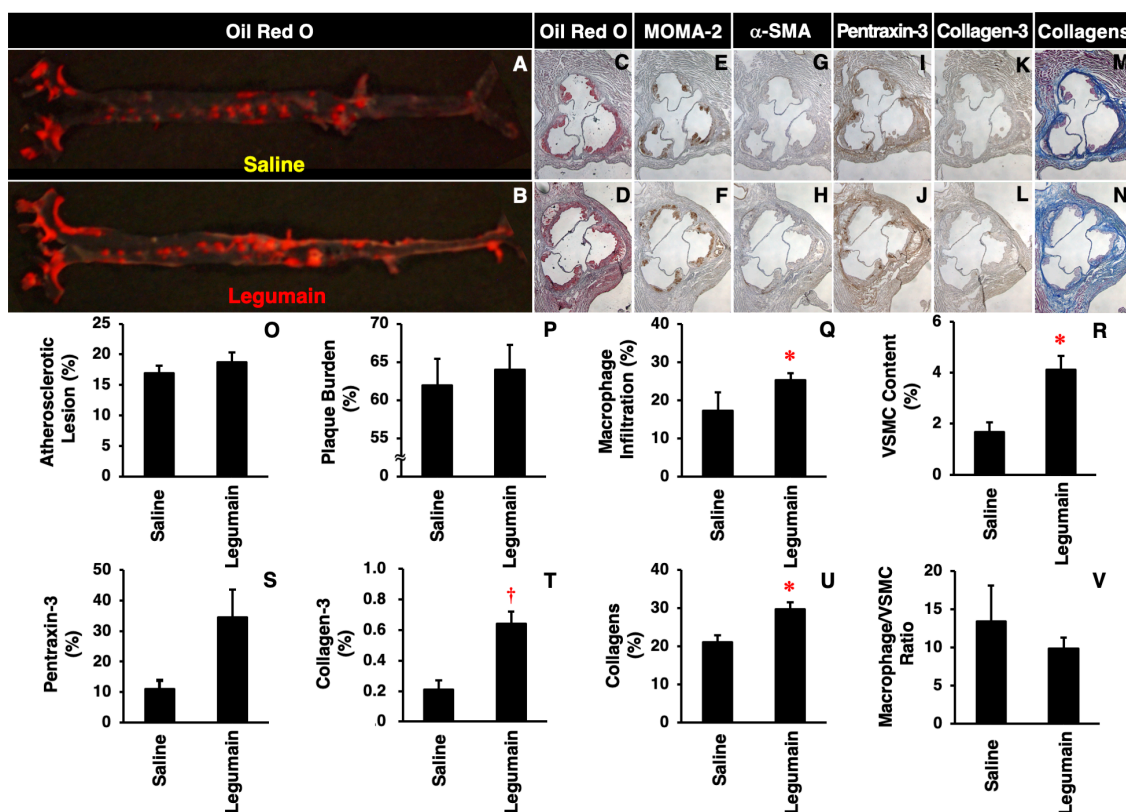 Oil Red O
Oil Red O
MOMA-2
α-SMA
Pentraxin-3
Collagen-3
Collagens
A
C
E
G
I
K
M
Saline
B
D
F
H
J
L
N
Legumain
O
Atherosclerotic
Lesion (%)
25
20
15
10
5
0
Saline
Legumain
P
Plaque Burden
(%)
70
65
60
55
0
Saline
Legumain
Q
Macrophage
Infiltration (%)
40
30
20
10
0
*
Saline
Legumain
R
VSMC Content
(%)
6
4
2
0
*
Saline
Legumain
S
Pentraxin-3
(%)
50
40
30
20
10
0
Saline
Legumain
T
Collagen-3
(%)
1.0
0.8
0.6
0.4
0.2
.0
†
Saline
Legumain
U
Collagens
(%)
40
30
20
10
0
*
Saline
Legumain
V
Macrophage/VSMC
Ratio
20
15
10
5
0
Saline
Legumain